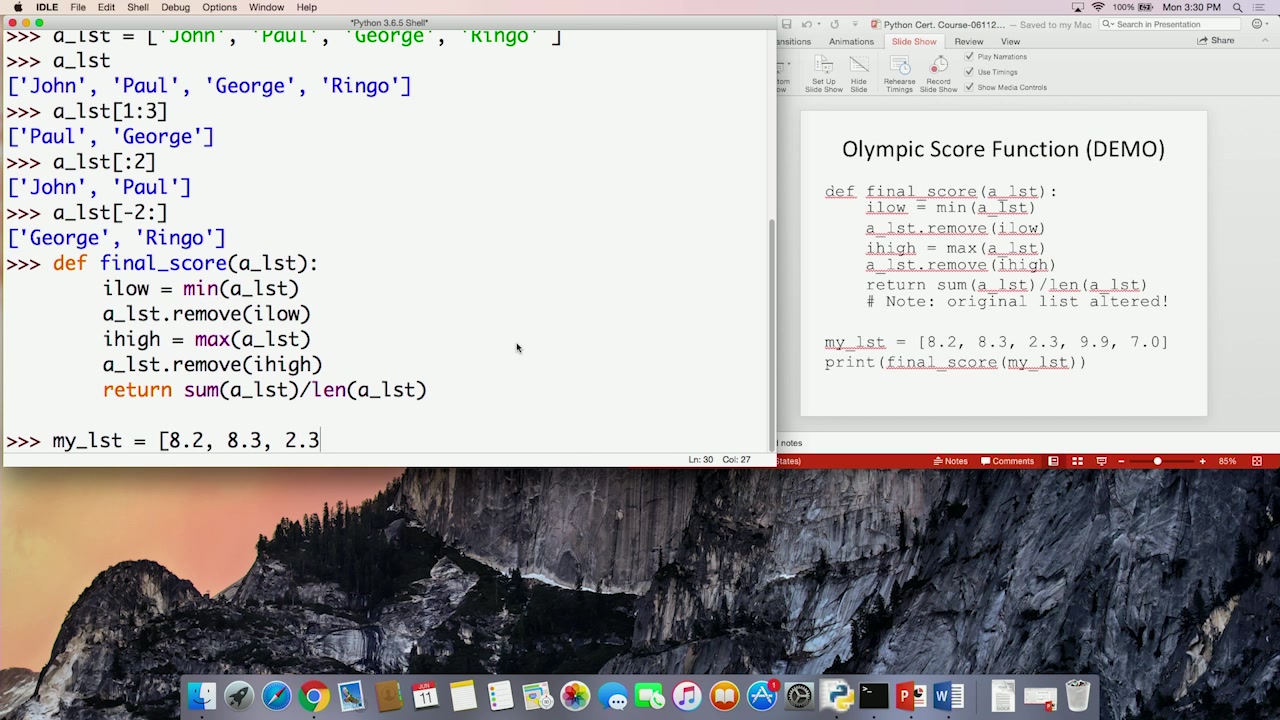 IDLE File Edit Shell Debug Options Window Help
100% Mon 3:30 PM
*Python 3.6.5 Shell*
>>> a_lst = ['John', 'Paul', 'George', 'Ringo' ]
>>> a_lst
['John', 'Paul', 'George', 'Ringo']
>>> a_lst[1:3]
['Paul', 'George']
>>> a_lst[:2]
['John', 'Paul']
>>> a_lst[-2:]
['George', 'Ringo']
>>> def final_score(a_lst):
ilow = min(a_lst)
a_lst.remove(ilow)
ihigh = max(a_lst)
a_lst.remove(ihigh)
return sum(a_lst)/len(a_lst)
>>> my_lst = [8.2, 8.3, 2.3
Ln: 30 Col: 27
Python Cert. Course-06112... — Saved to my Mac
Search in Presentation
nsitions Animations Slide Show Review View
Share
Set Up
Slide Show
Hide
Slide
Rehearse
Timings
Record
Slide Show
Play Narrations
Use Timings
Show Media Controls
Olympic Score Function (DEMO)
def final_score(a_lst):
ilow = min(a_lst)
a_lst.remove(ilow)
ihigh = max(a_lst)
a_lst.remove(ihigh)
return sum(a_lst)/len(a_lst)
# Note: original list altered!
my_lst = [8.2, 8.3, 2.3, 9.9, 7.0]
print(final_score(my_lst))
notes
States)
Notes Comments
85%
JUN
11
1